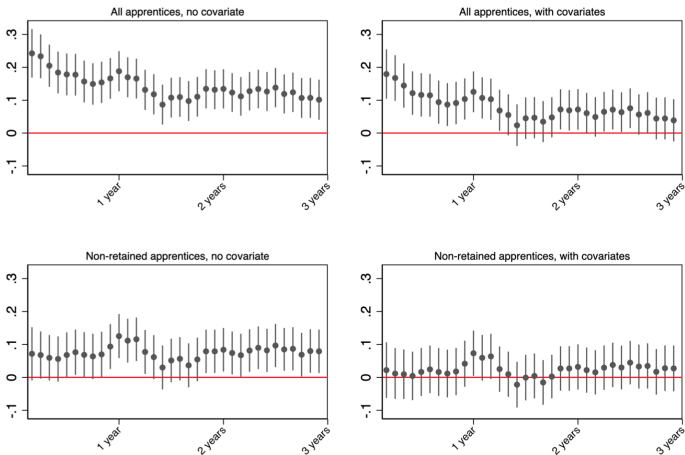 All apprentices, no covariate
.3
.2
.1
0
-.1
1 year
2 years
3 years
All apprentices, with covariates
.3
.2
.1
0
-.1
1 year
2 years
3 years
Non-retained apprentices, no covariate
.3
.2
.1
0
-.1
1 year
2 years
3 years
Non-retained apprentices, with covariates
.3
.2
.1
0
-.1
1 year
2 years
3 years